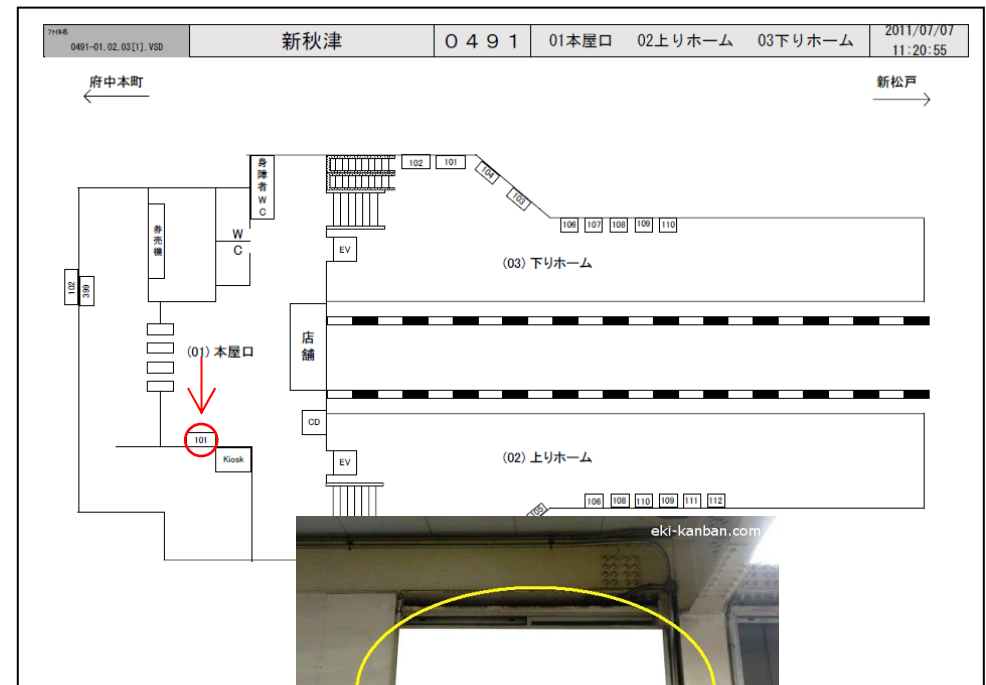 ファイル名
0491-01,02,03[1].VSD
新秋津
0491
01本屋口 02上りホーム 03下りホーム
2011/07/07
11:20:55
府中本町
新松戸
身障者WC
102
101
104
103
券売機
WC
106
107
108
109
110
EV
(03)下りホーム
102
399
店舗
(01)本屋口
CD
101
Kiosk
EV
(02)上りホーム
106
108
110
109
111
112
105
eki-kanban.com